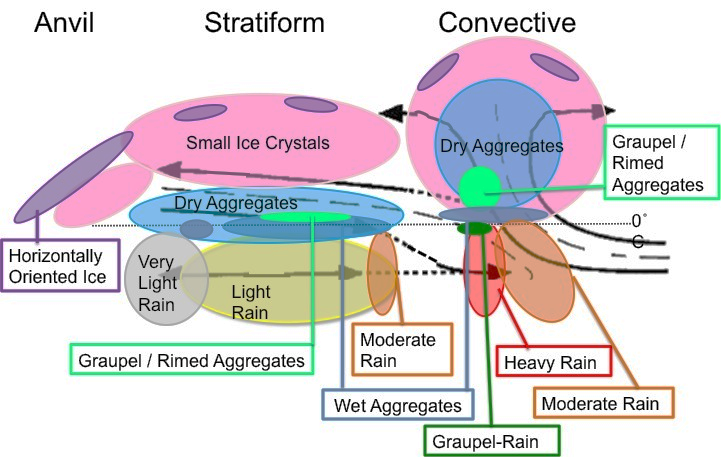 Anvil Stratiform Convective
Small Ice Crystals
Dry Aggregates
Graupel /
Rimed
Aggregates
Dry Aggregates
0°
C
Horizontally
Oriented Ice
Very
Light
Rain
Light
Rain
Moderate
Rain
Graupel / Rimed Aggregates
Heavy Rain
Wet Aggregates
Moderate Rain
Graupel-Rain